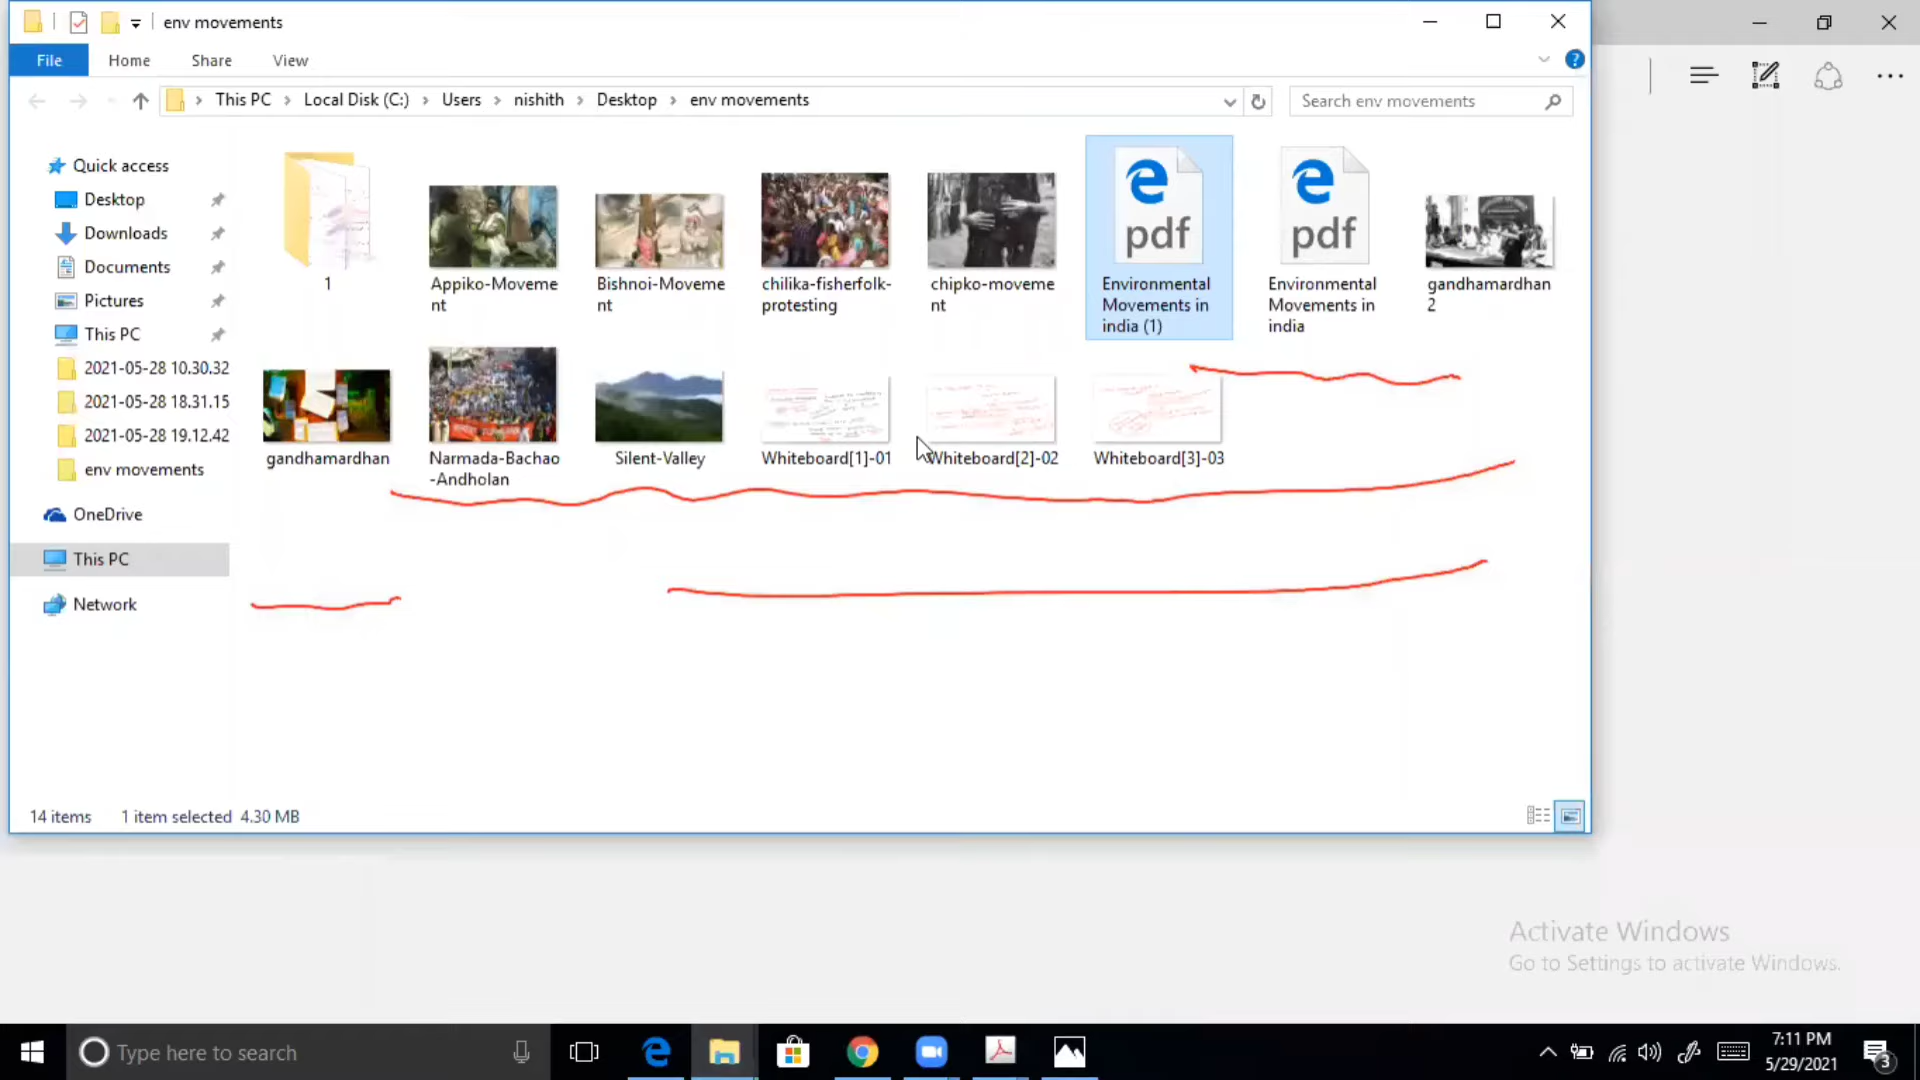 env movements
File Home Share View
This PC Local Disk (C:) Users nishith Desktop env movements
Search env movements
Quick access
Desktop
Downloads
Documents
Pictures
This PC
2021-05-28 10.30.32
2021-05-28 18.31.15
2021-05-28 19.12.42
env movements
OneDrive
This PC
Network
1
Appiko-Moveme
nt
Bishnoi-Moveme
nt
chilika-fisherfolk-
protesting
chipko-moveme
nt
pdf
Environmental
Movements in
india (1)
pdf
Environmental
Movements in
india
gandhamardhan
2
gandhamardhan
Narmada-Bachao
-Andholan
Silent-Valley
Whiteboard[1]-01
Whiteboard[2]-02
Whiteboard[3]-03
14 items 1 item selected 4.30 MB
Activate Windows
Go to Settings to activate Windows.
Type here to search
7:11 PM
5/29/2021
3